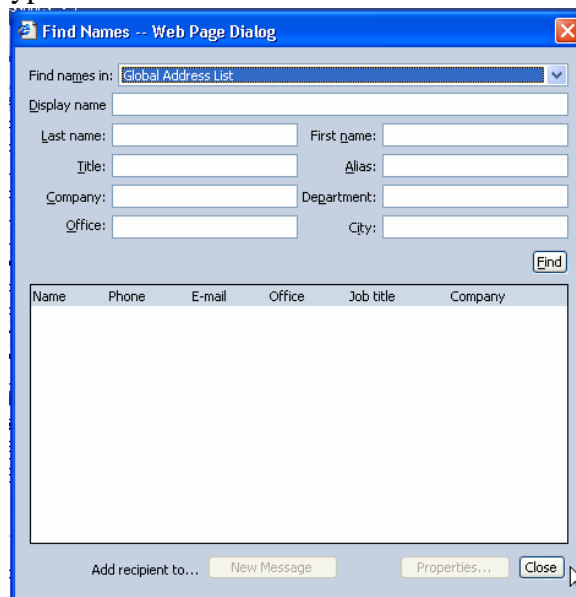 Find Names -- Web Page Dialog
Find names in: Global Address List
Display name
Last name: First name:
Title: Alias:
Company: Department:
Office: City:
Find
Name Phone E-mail Office Job title Company
Add recipient to... New Message Properties... Close